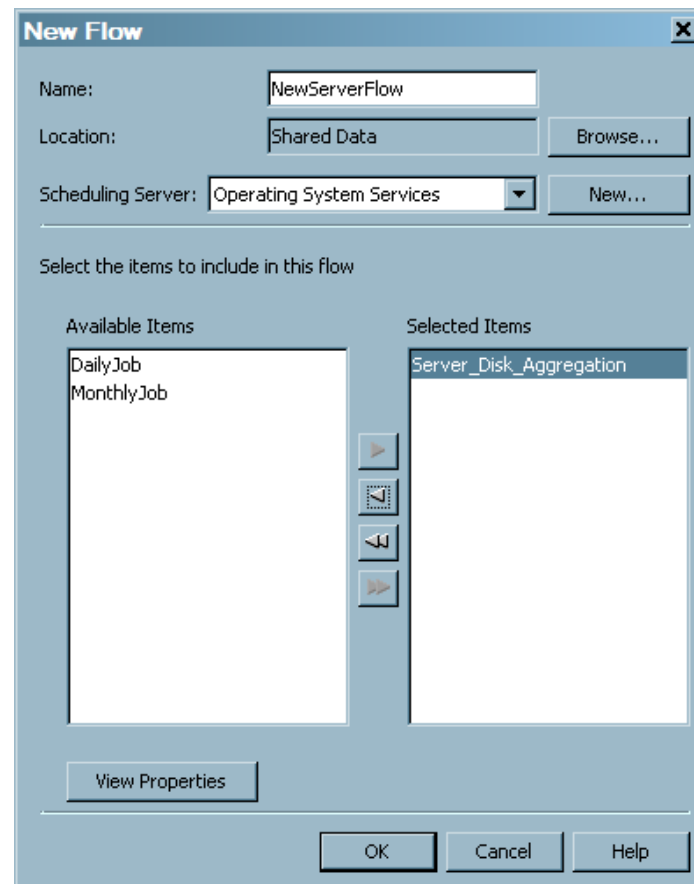 New Flow
Name: NewServerFlow
Location: Shared Data Browse...
Scheduling Server: Operating System Services New...
Select the items to include in this flow
Available Items Selected Items
DailyJob Server_Disk_Aggregation
MonthlyJob
View Properties
OK Cancel Help